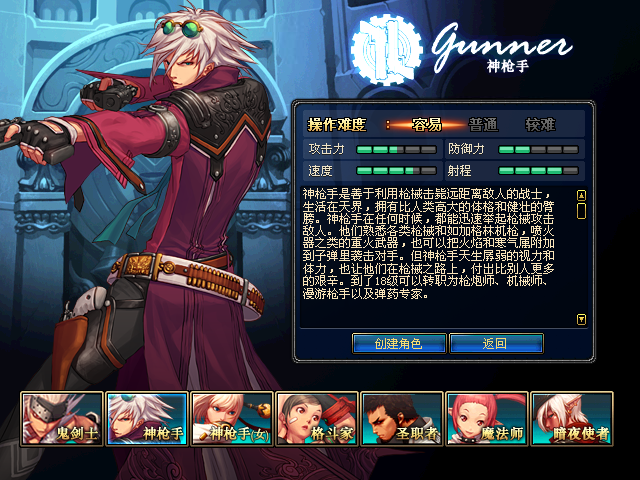 Gunner
神枪手
操作难度 : 容易 普通 较难
攻击力 防御力
速度 射程
神枪手是善于利用枪械击毙远距离敌人的战士，
生活在天界，拥有比人类高大的体格和健壮的臂
膀。神枪手在任何时候，都能迅速举起枪械攻击
敌人。他们熟悉各类枪械和如加格林机枪，喷火
器之类的重火武器，也可以把火焰和寒气属附加
到子弹里袭击对手。但神枪手天生孱弱的视力和
体力，也让他们在枪械之路上，付出比别人更多
的艰辛。到了18级可以转职为枪炮师、机械师、
漫游枪手以及弹药专家。
创建角色 返回
鬼剑士 神枪手 神枪手(女) 格斗家 圣职者 魔法师 暗夜使者